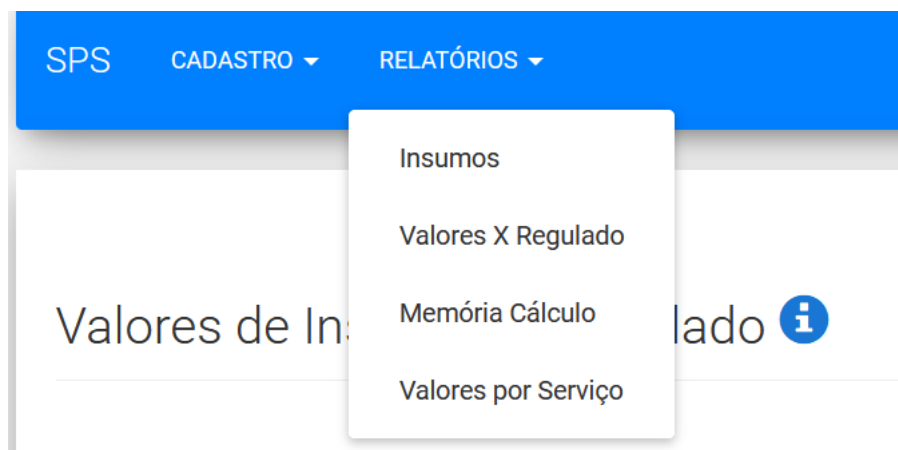 SPS CADASTRO RELATÓRIOS
Insumos
Valores X Regulado
Valores de In lado
Memória Cálculo
Valores por Serviço